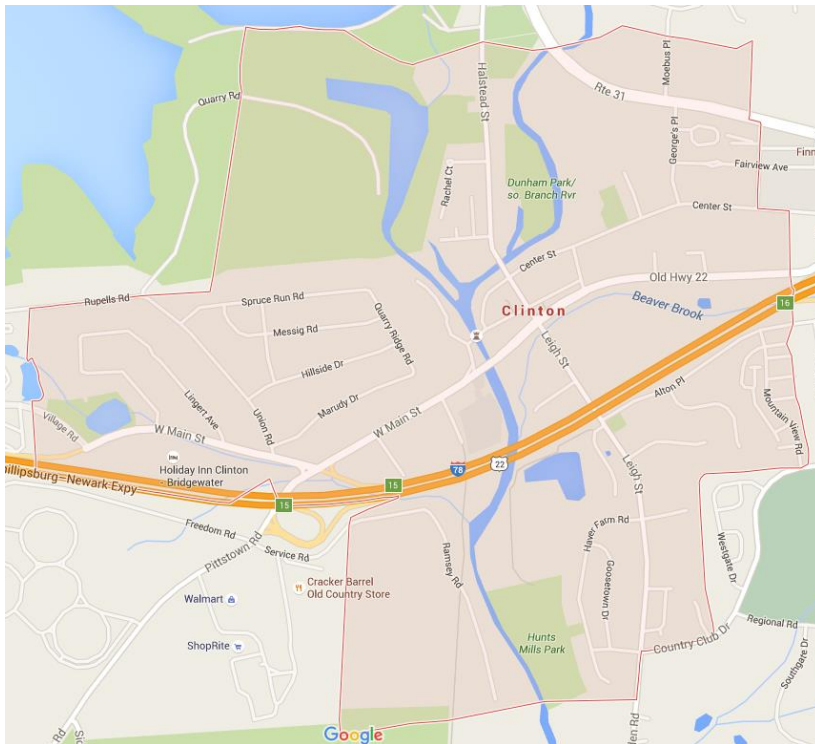 Moebus Pl
Halstead St
Rte 31
Quarry Rd
George's Pl
Finn
Fairview Ave
Rachel Ct
Dunham Park/
so. Branch Rvr
Center St
Center St
Old Hwy 22
Rupells Rd
Spruce Run Rd
Beaver Brook
16
Quarry Ridge Rd
Clinton
Messig Rd
Leigh St
Hillside Dr
Alton Pl
Lingert Ave
Marudy Dr
Mountain View Rd
Union Rd
W Main St
Village Rd
W Main St
Holiday Inn Clinton
- Bridgewater
78
22
Leigh St
hillipsburg-Newark Expy
15
15
Freedom Rd
Haver Farm Rd
Pittstown Rd
Service Rd
Ramsey Rd
Westgate Dr
Cracker Barrel
Old Country Store
Goosetown Dr
Walmart
Regional Rd
Hunts
Mills Park
ShopRite
Country Club Dr
Southgate Dr
Rd
den Rd
Google